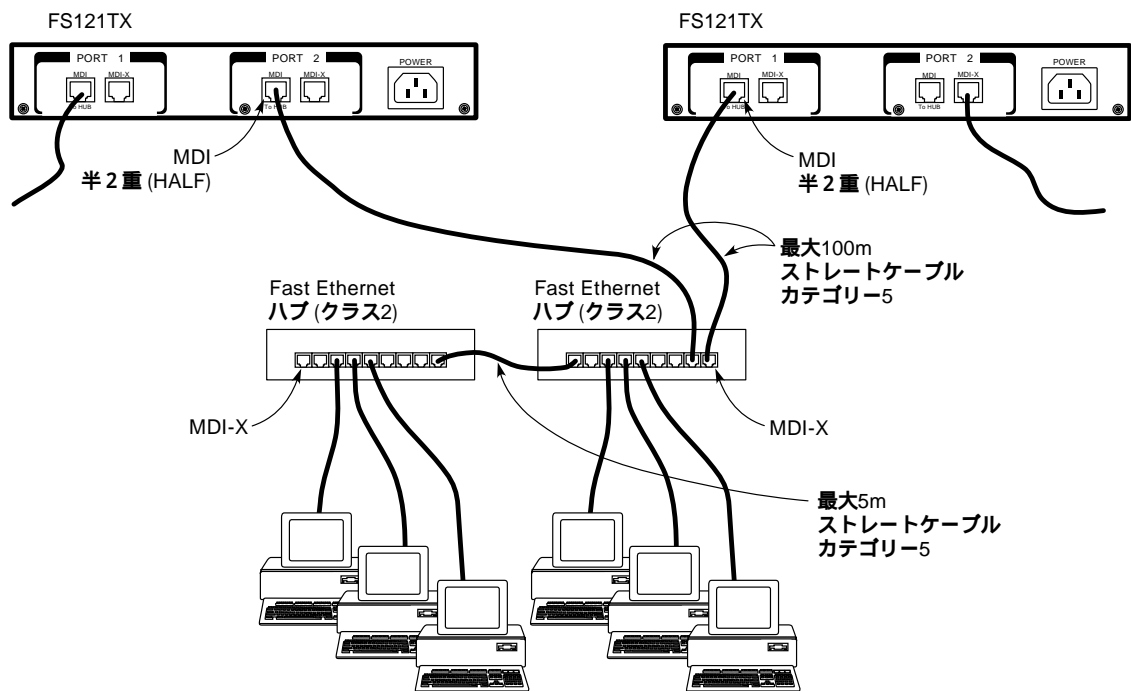 FS121TX
FS121TX
PORT 1
PORT 2
MDI
MDI-X
MDI
MDI-X
POWER
To HUB
To HUB
PORT 1
PORT 2
MDI
MDI-X
MDI
MDI-X
POWER
To HUB
To HUB
MDI
半2重 (HALF)
MDI
半2重 (HALF)
最大100m
ストレートケーブル
カテゴリー5
Fast Ethernet
ハブ (クラス2)
Fast Ethernet
ハブ (クラス2)
MDI-X
MDI-X
最大5m
ストレートケーブル
カテゴリー5